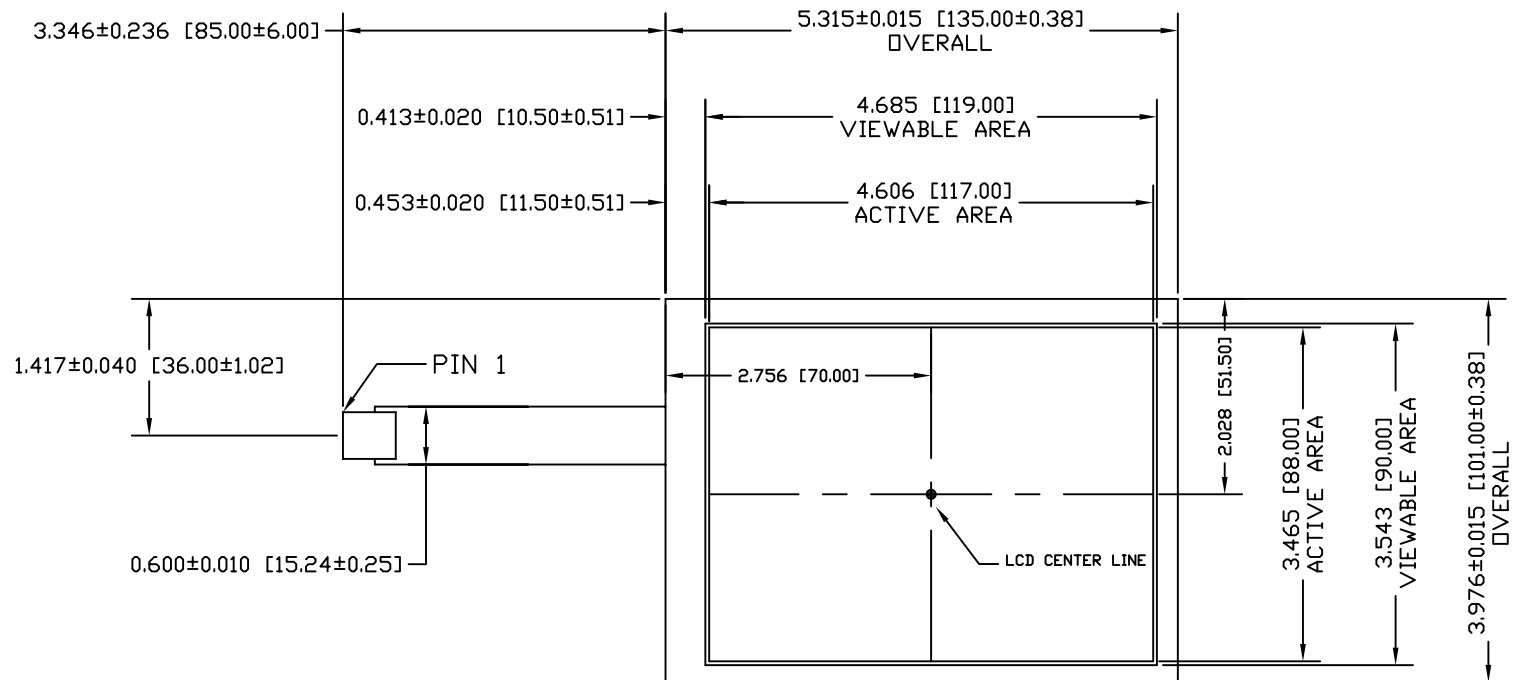 3.346±0.236 [85.00±6.00]
5.315±0.015 [135.00±0.38]
OVERALL
0.413±0.020 [10.50±0.51]
4.685 [119.00]
VIEWABLE AREA
0.453±0.020 [11.50±0.51]
4.606 [117.00]
ACTIVE AREA
1.417±0.040 [36.00±1.02]
PIN 1
2.756 [70.00]
2.028 [51.50]
3.465 [88.00]
ACTIVE AREA
3.543 [90.00]
VIEWABLE AREA
3.976±0.015 [101.00±0.38]
OVERALL
0.600±0.010 [15.24±0.25]
LCD CENTER LINE